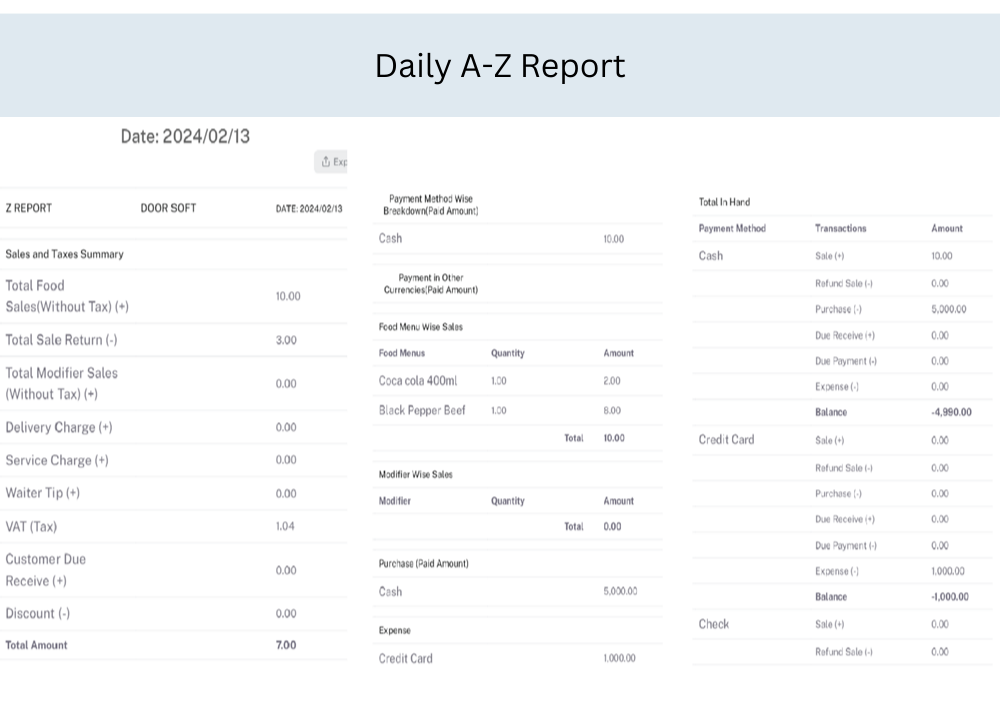 Daily A-Z Report
Date: 2024/02/13
Exp
Z REPORT DOOR SOFT DATE: 2024/02/13
Sales and Taxes Summary
Total Food
Sales(Without Tax) (+) 10.00
Total Sale Return (-) 3.00
Total Modifier Sales
(Without Tax) (+) 0.00
Delivery Charge (+) 0.00
Service Charge (+) 0.00
Waiter Tip (+) 0.00
VAT (Tax) 1.04
Customer Due
Receive (+) 0.00
Discount (-) 0.00
Total Amount 7.00
Payment Method Wise
Breakdown(Paid Amount)
Cash 10.00
Payment in Other
Currencies(Paid Amount)
Food Menu Wise Sales
Food Menus Quantity Amount
Coca cola 400ml 1.00 2.00
Black Pepper Beef 1.00 8.00
Total 10.00
Modifier Wise Sales
Modifier Quantity Amount
Total 0.00
Purchase (Paid Amount)
Cash 5,000.00
Expense
Credit Card 1,000.00
Total In Hand
Payment Method Transactions Amount
Cash Sale (+) 10.00
Refund Sale (-) 0.00
Purchase (-) 5,000.00
Due Receive (+) 0.00
Due Payment (-) 0.00
Expense (-) 0.00
Balance -4,990.00
Credit Card Sale (+) 0.00
Refund Sale (-) 0.00
Purchase (-) 0.00
Due Receive (+) 0.00
Due Payment (-) 0.00
Expense (-) 1,000.00
Balance -1,000.00
Check Sale (+) 0.00
Refund Sale (-) 0.00